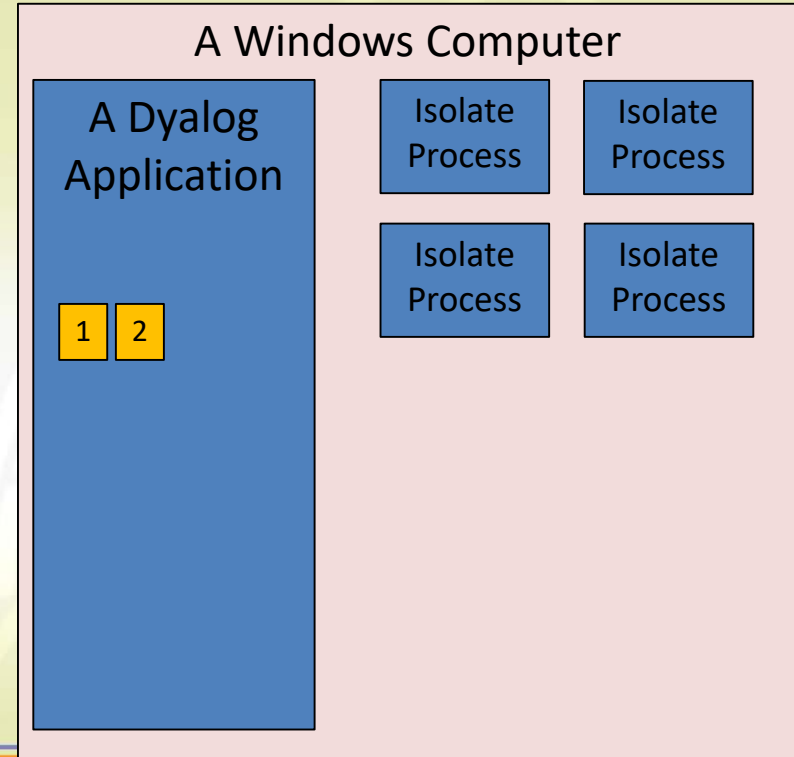 A Windows Computer
A Dyalog
Application
Isolate
Process
Isolate
Process
Isolate
Process
Isolate
Process
1
2